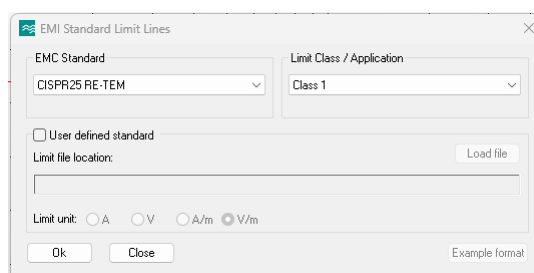 EMI Standard Limit Lines
EMC Standard
Limit Class / Application
CISPR25 RE-TEM
Class 1
User defined standard
Limit file location:
Load file
Limit unit: A V A/m V/m
Ok Close Example format